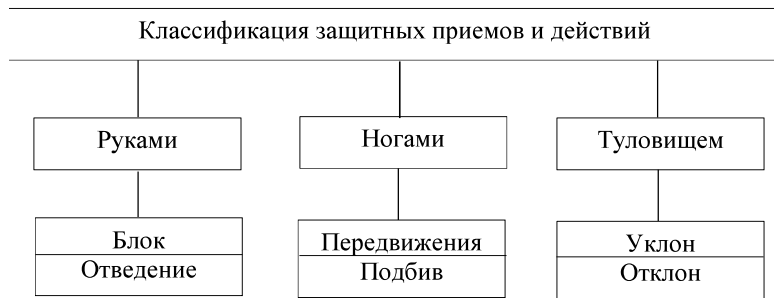 Классификация защитных приемов и действий
Руками
Ногами
Туловищем
Блок
Отведение
Передвижения
Подбив
Уклон
Отклон